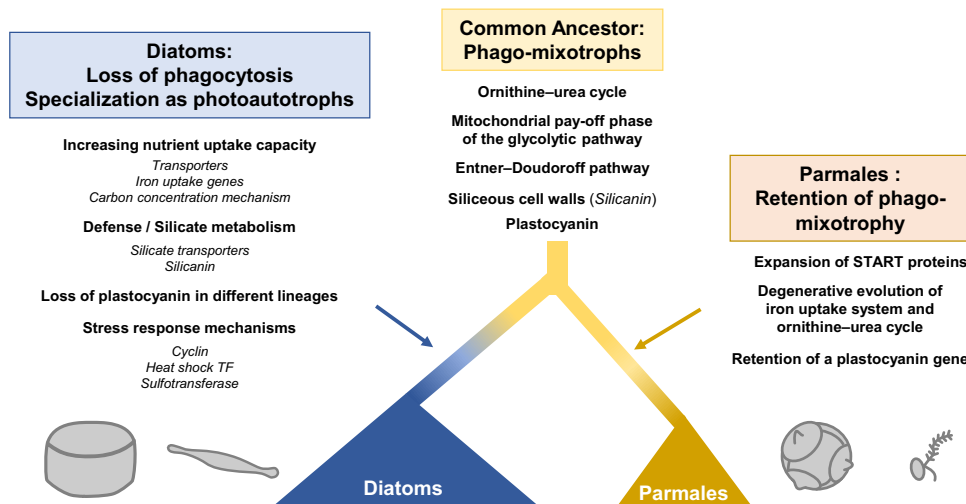 Diatoms:
Loss of phagocytosis
Specialization as photoautotrophs
Increasing nutrient uptake capacity
Transporters
Iron uptake genes
Carbon concentration mechanism
Defense / Silicate metabolism
Silicate transporters
Silicanin
Loss of plastocyanin in different lineages
Stress response mechanisms
Cyclin
Heat shock TF
Sulfotransferase
Common Ancestor:
Phago-mixotrophs
Ornithine–urea cycle
Mitochondrial pay-off phase
of the glycolytic pathway
Entner–Doudoroff pathway
Siliceous cell walls (Silicanin)
Plastocyanin
Parmales :
Retention of phago-
mixotrophy
Expansion of START proteins
Degenerative evolution of
iron uptake system and
ornithine–urea cycle
Retention of a plastocyanin gene
Diatoms
Parmales